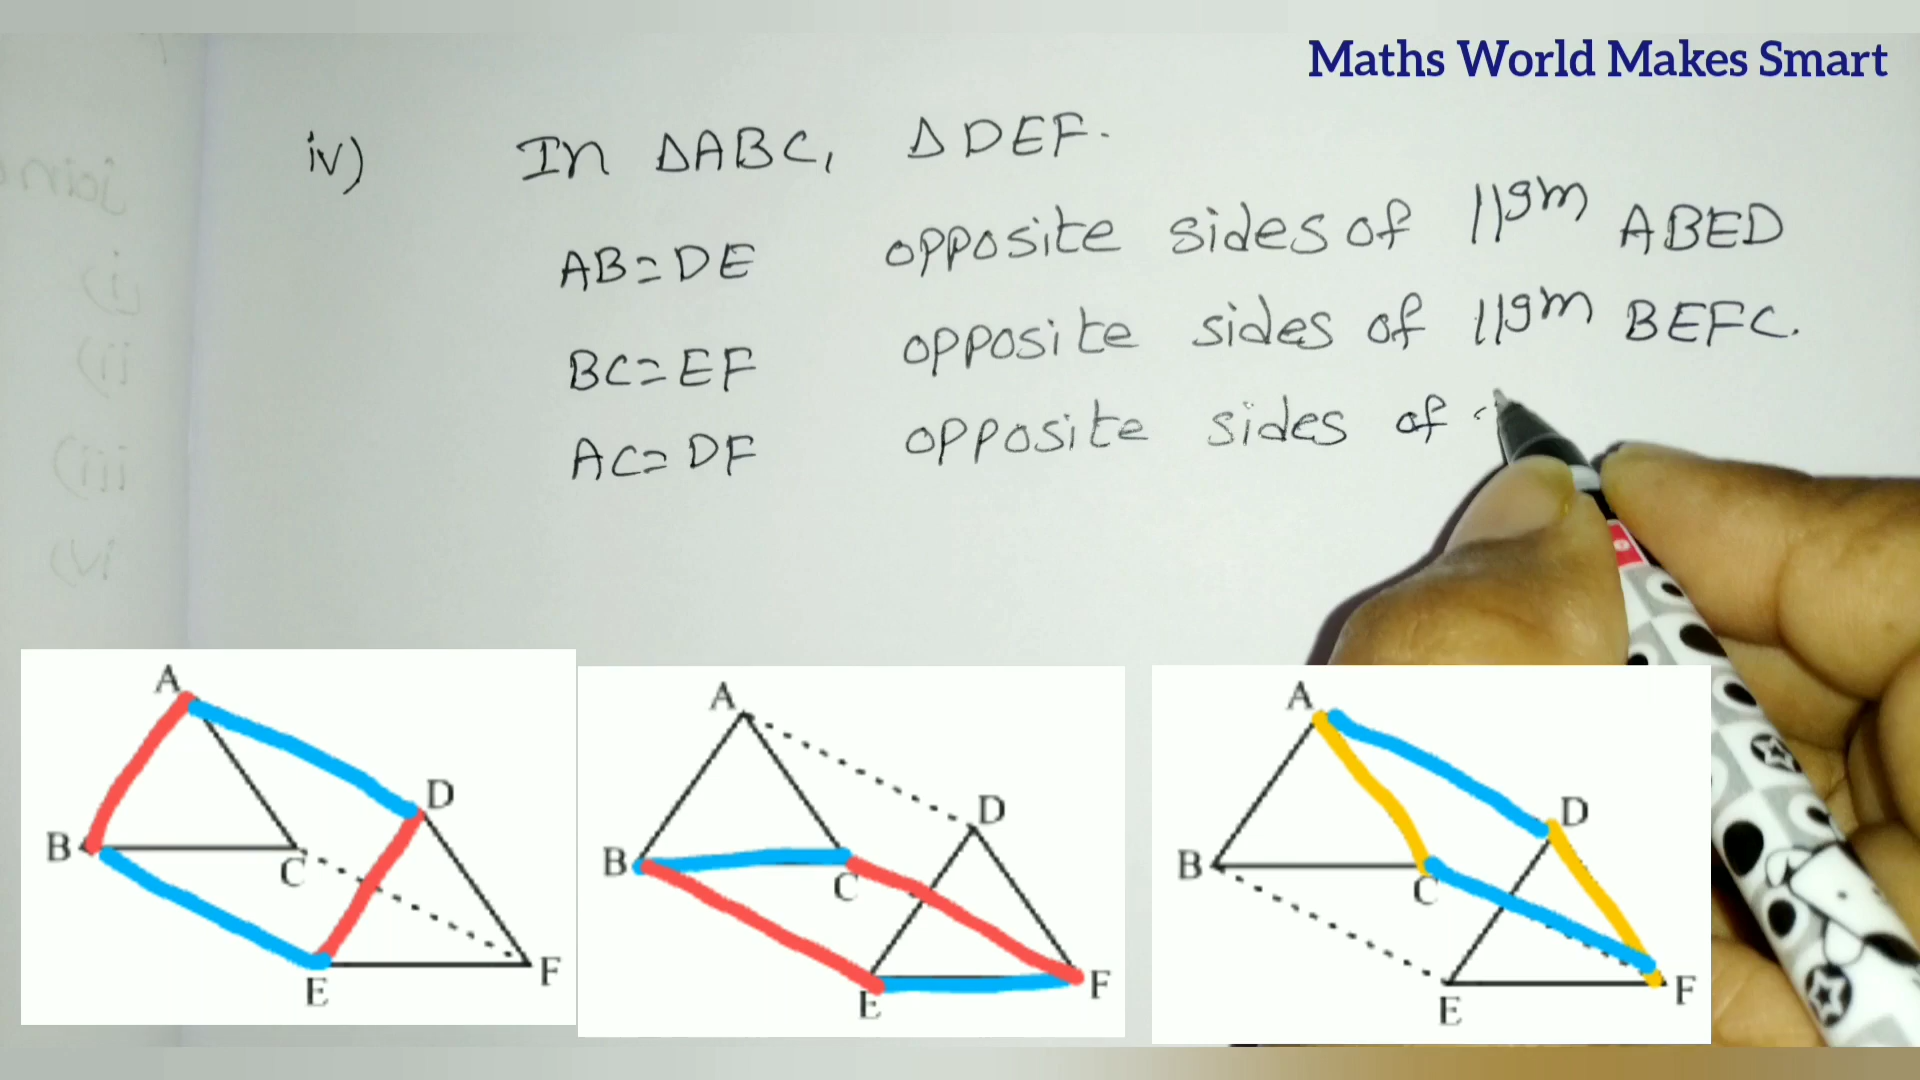 Maths World Makes Smart
iv) In ΔABC, ΔDEF.
AB=DE opposite sides of ||gm ABED
BC=EF opposite sides of ||gm BEFC.
AC=DF opposite sides of
A
D
B
C
E
F
A
D
B
C
E
F
A
D
B
C
E
F